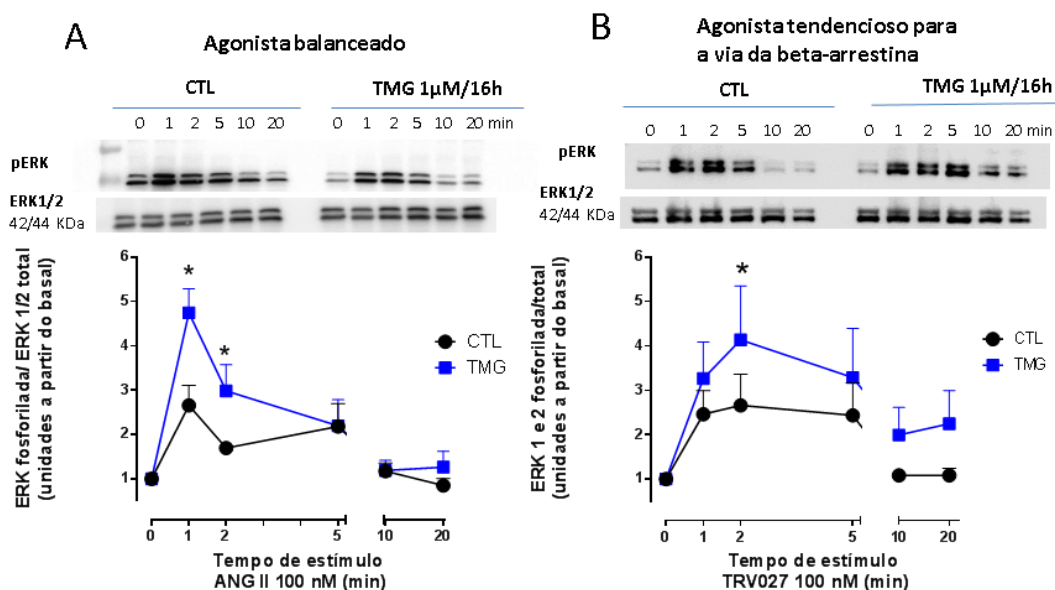 A
Agonista balanceado
CTL
TMG 1µM/16h
0 1 2 5 10 20
0 1 2 5 10 20 min
pERK
ERK1/2
42/44 KDa
ERK fosforilada/ ERK 1/2 total
(unidades a partir do basal)
6
5
4
3
2
1
*
*
CTL
TMG
0 1 2 5 10 20
Tempo de estímulo
ANG II 100 nM (min)
B
Agonista tendencioso para
a via da beta-arrestina
CTL
TMG 1µM/16h
0 1 2 5 10 20
0 1 2 5 10 20 min
pERK
ERK1/2
42/44 KDa
ERK 1 e 2 fosforilada/total
(unidades a partir do basal)
6
5
4
3
2
1
*
CTL
TMG
0 1 2 5 10 20
Tempo de estímulo
TRV027 100 nM (min)